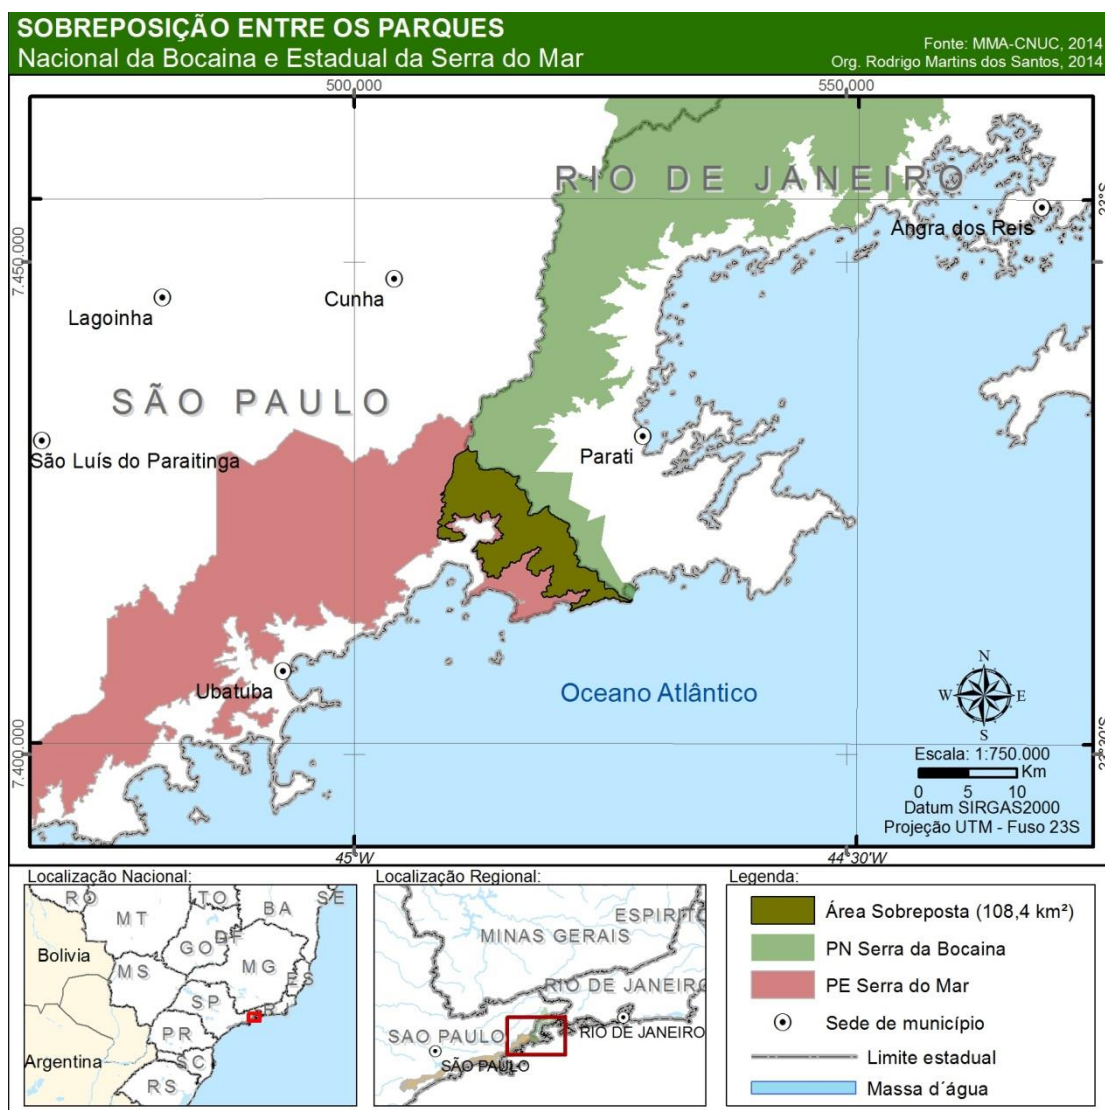 SOBREPOSIÇÃO ENTRE OS PARQUES
Nacional da Bocaina e Estadual da Serra do Mar
Fonte: MMA-CNUC, 2014
Org. Rodrigo Martins dos Santos, 2014
500,000
550,000
RIO DE JANEIRO
23°S
Angra dos Reis
7.450,000
Cunha
Lagoinha
SÃO PAULO
São Luís do Paraitinga
Parati
Ubatuba
Oceano Atlântico
N
W
E
S
7.400,000
23°30'S
Escala: 1:750.000
Km
0 5 10
Datum SIRGAS2000
Projeção UTM - Fuso 23S
45°W
44°30'W
Localização Nacional:
RO
TO
SE
MT
BA
DF
GO
Bolivia
MG
MS
ES
SP
RJ
PR
Argentina
SC
RS
Localização Regional:
ESPIRITO
MINAS GERAIS
RIO DE JANEIRO
SAO PAULO
RIO DE JANEIRO
SÃO PAULO
Legenda:
Área Sobreposta (108,4 km²)
PN Serra da Bocaina
PE Serra do Mar
Sede de município
Limite estadual
Massa d´água